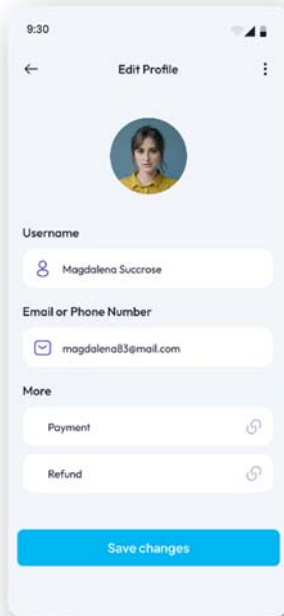 9:30
Edit Profile
Username
Magdalena Succrose
Email or Phone Number
magdalena83@mail.com
More
Payment
Refund
Save changes